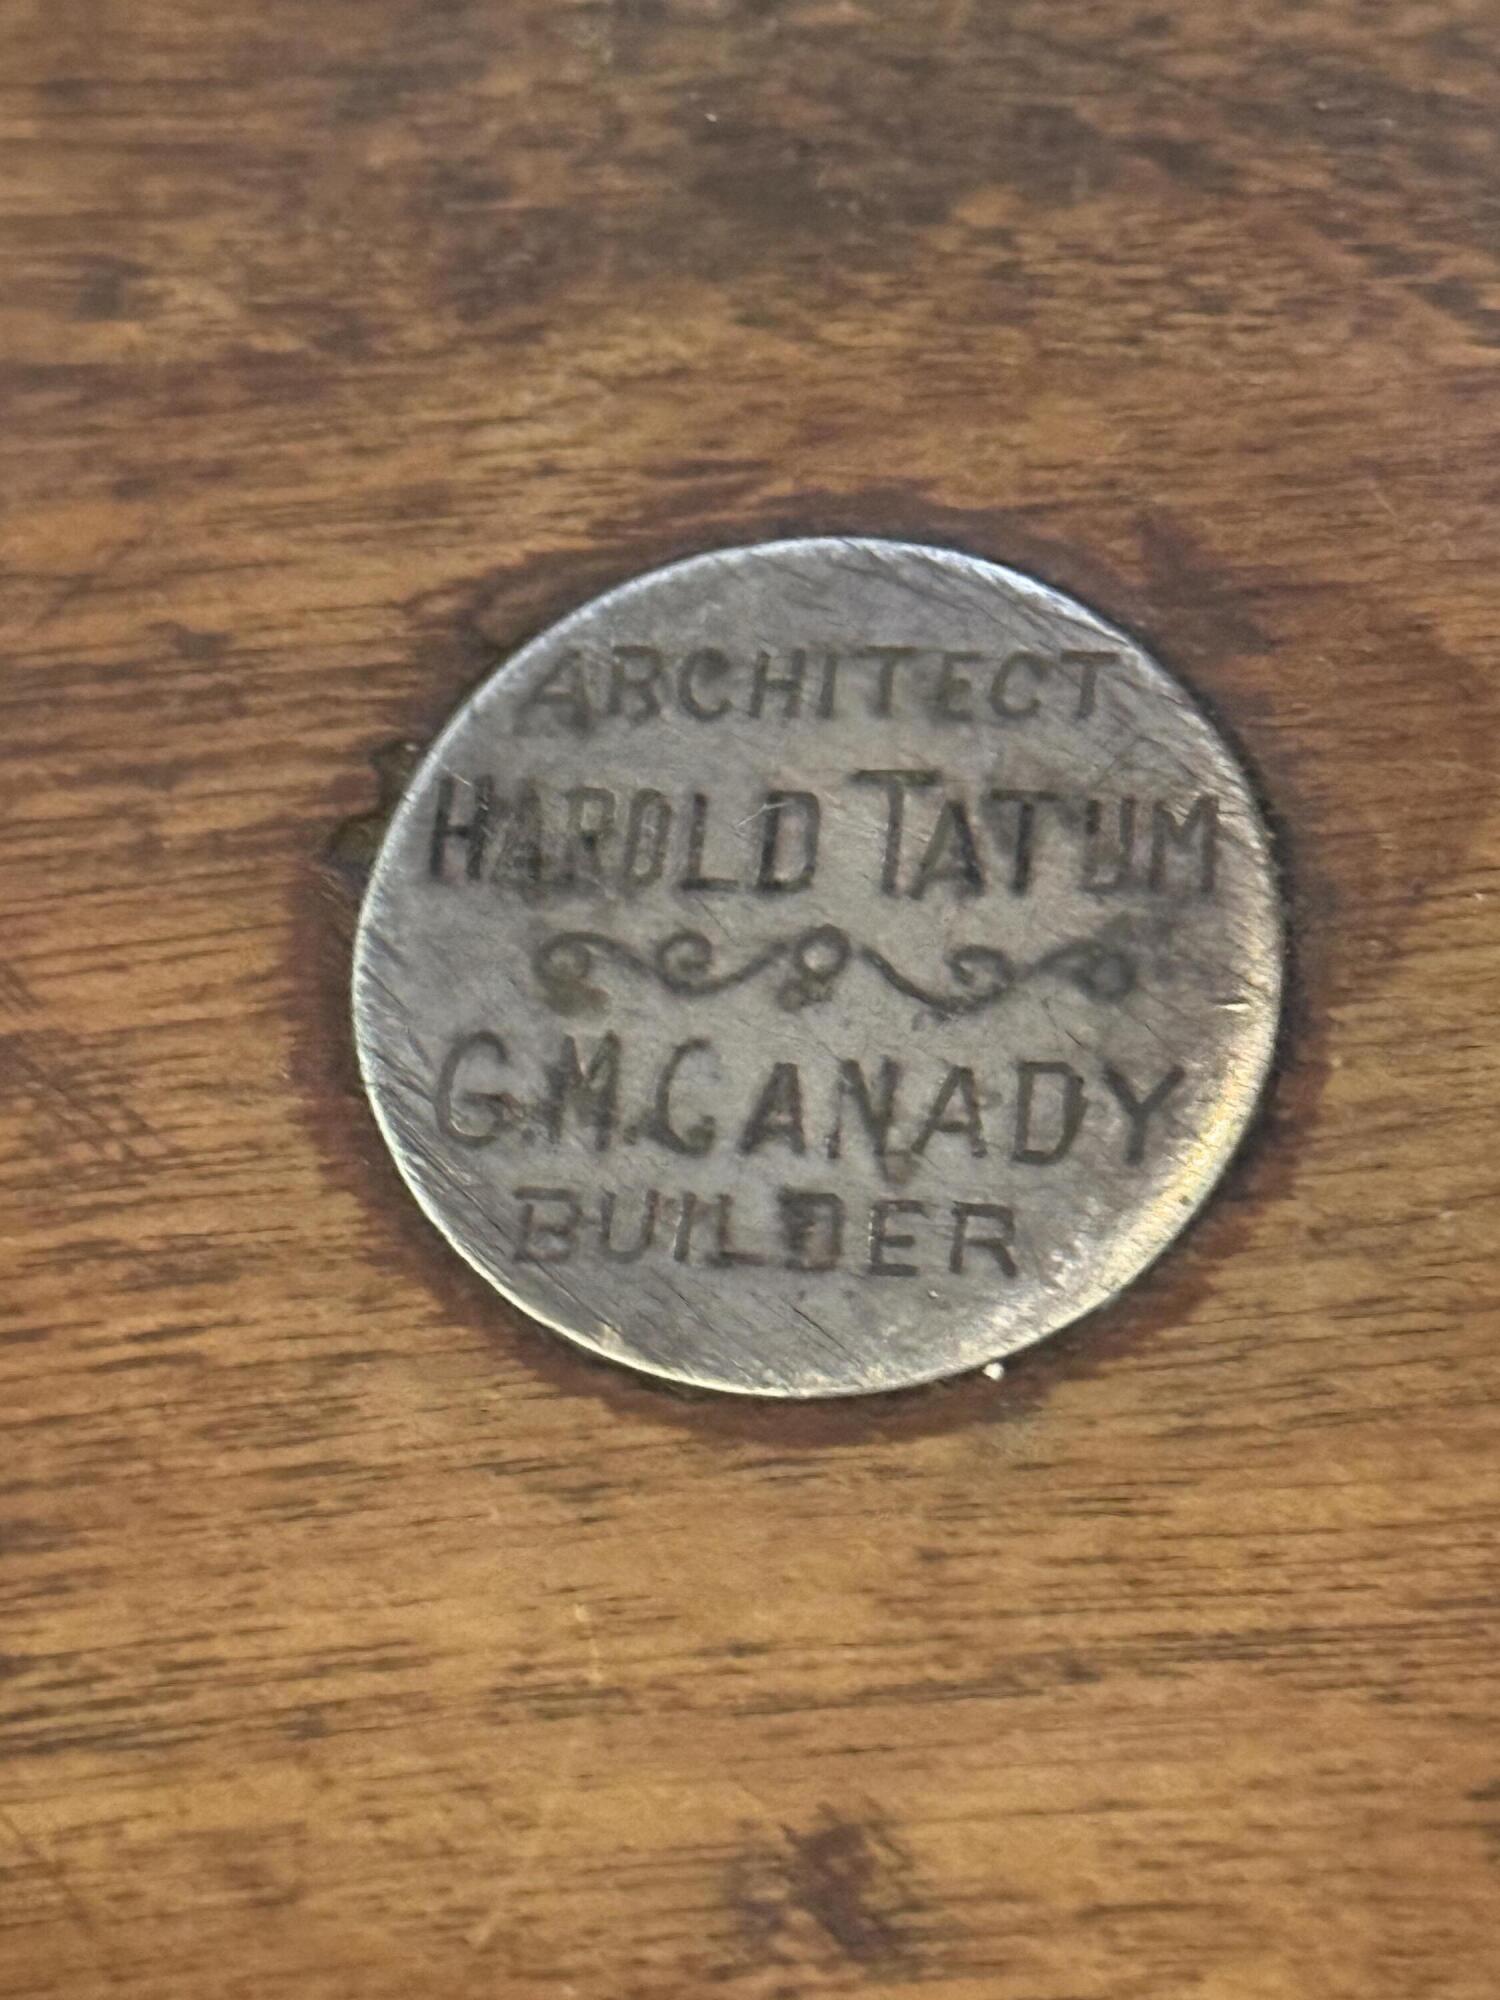 ARCHITECT
HAROLD TATUM
G.M.CANADY
BUILDER